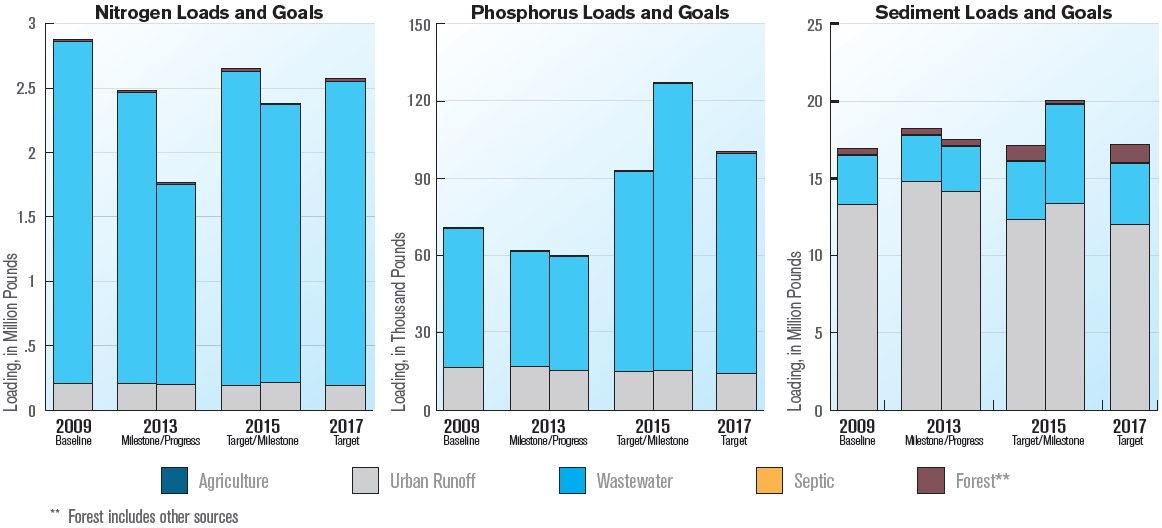 Nitrogen Loads and Goals
Loading, in Million Pounds
3
2.5
2
1.5
1
.5
0
2009 2013 2015 2017
Baseline Milestone/Progress Target/Milestone Target
Phosphorus Loads and Goals
Loading, in Thousand Pounds
150
120
90
60
30
0
2009 2013 2015 2017
Baseline Milestone/Progress Target/Milestone Target
Sediment Loads and Goals
Loading, in Million Pounds
25
20
15
10
5
0
2009 2013 2015 2017
Baseline Milestone/Progress Target/Milestone Target
Agriculture Urban Runoff Wastewater Septic Forest**
** Forest includes other sources